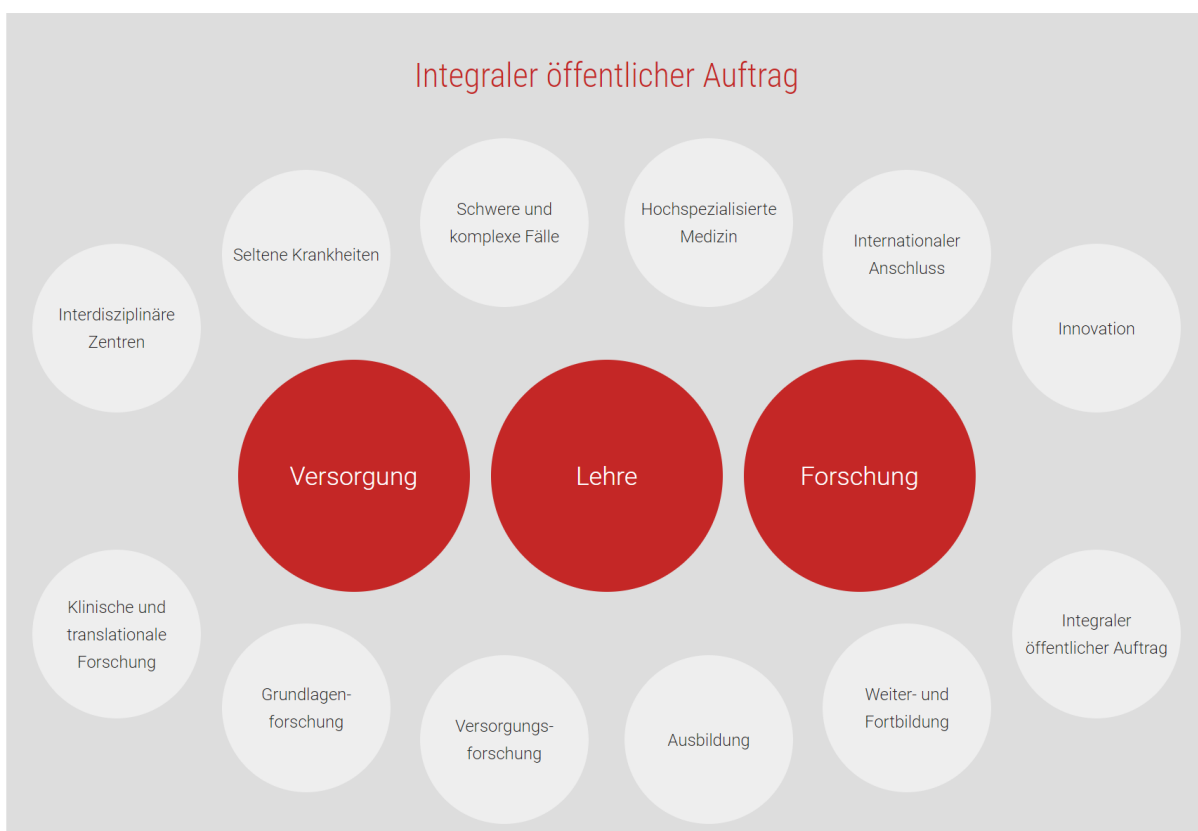 Integraler öffentlicher Auftrag
Schwere und
komplexe Fälle
Hochspezialisierte
Medizin
Seltene Krankheiten
Internationaler
Anschluss
Interdisziplinäre
Zentren
Innovation
Versorgung
Lehre
Forschung
Klinische und
translationale
Forschung
Integraler
öffentlicher Auftrag
Grundlagen-
forschung
Weiter- und
Fortbildung
Versorgungs-
forschung
Ausbildung